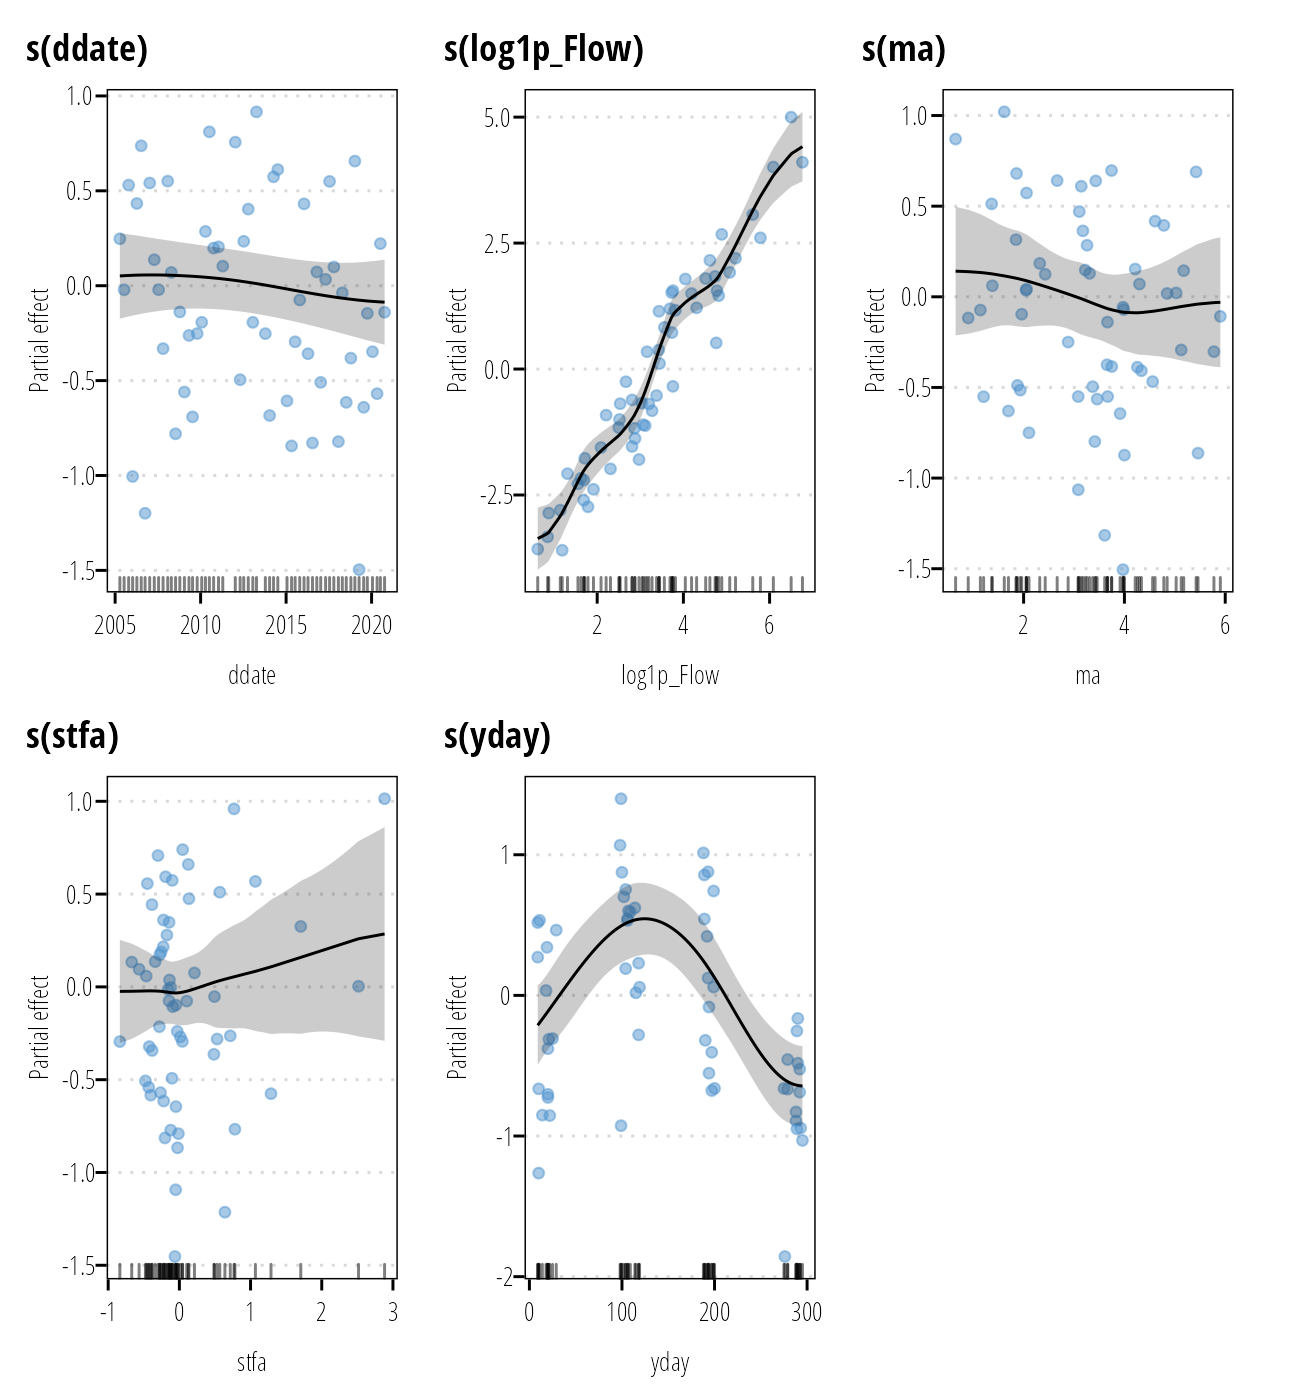 s(ddate)
s(log1p_Flow)
s(ma)
Partial effect
1.0
0.5
0.0
-0.5
-1.0
-1.5
2005 2010 2015 2020
ddate
Partial effect
5.0
2.5
0.0
-2.5
2 4 6
log1p_Flow
Partial effect
1.0
0.5
0.0
-0.5
-1.0
-1.5
2 4 6
ma
s(stfa)
s(yday)
Partial effect
1.0
0.5
0.0
-0.5
-1.0
-1.5
-1 0 1 2 3
stfa
Partial effect
1
0
-1
-2
0 100 200 300
yday